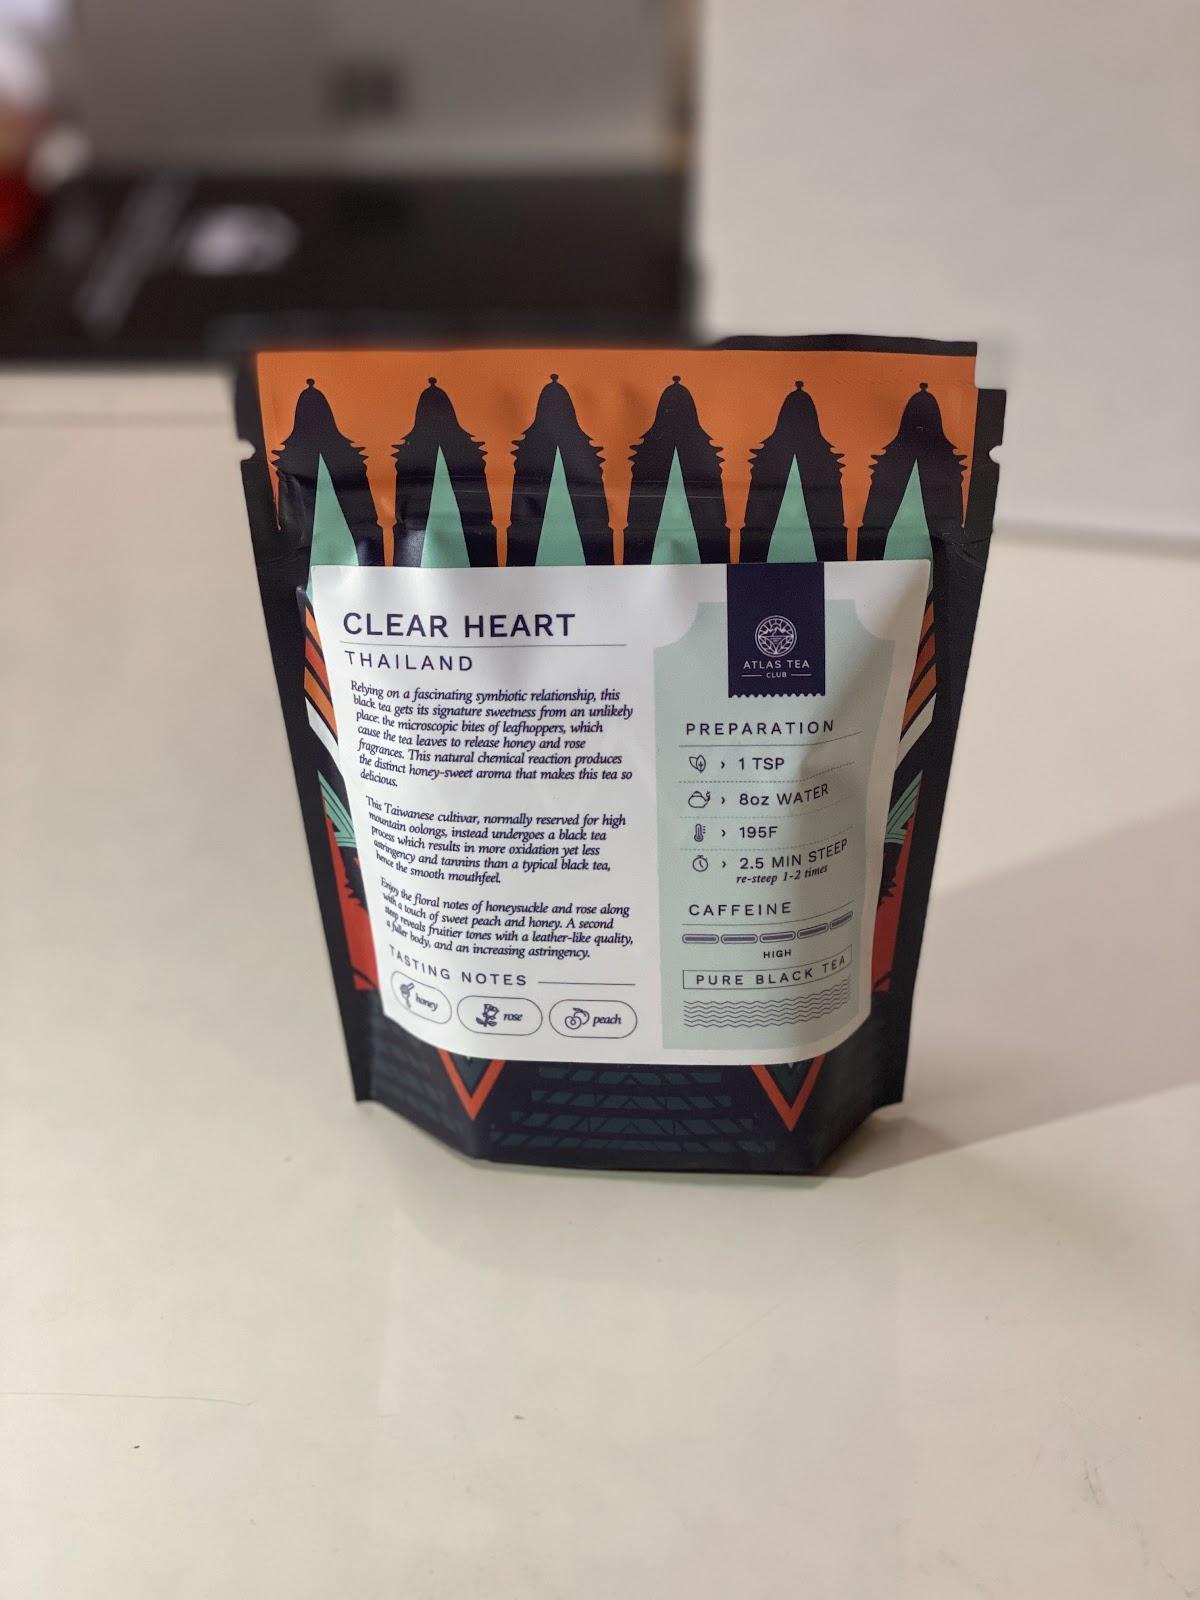 CLEAR HEART
THAILAND
Relying on a fascinating symbiotic relationship, this
black tea gets its signature sweetness from an unlikely
place: the microscopic bites of leafhoppers, which
cause the tea leaves to release honey and rose
fragrances. This natural chemical reaction produces
the distinct honey-sweet aroma that makes this tea so
delicious.
This Taiwanese cultivar, normally reserved for high
mountain oolongs, instead undergoes a black tea
process which results in more oxidation yet less
astringency and tannins than a typical black tea,
hence the smooth mouthfeel.
Enjoy the floral notes of honeysuckle and rose along
with a touch of sweet peach and honey. A second
steep reveals fruitier tones with a leather-like quality,
a fuller body, and an increasing astringency.
TASTING NOTES
honey
rose
peach
ATLAS TEA
CLUB
PREPARATION
› 1 TSP
› 8oz WATER
› 195F
› 2.5 MIN STEEP
re-steep 1-2 times
CAFFEINE
HIGH
PURE BLACK TEA